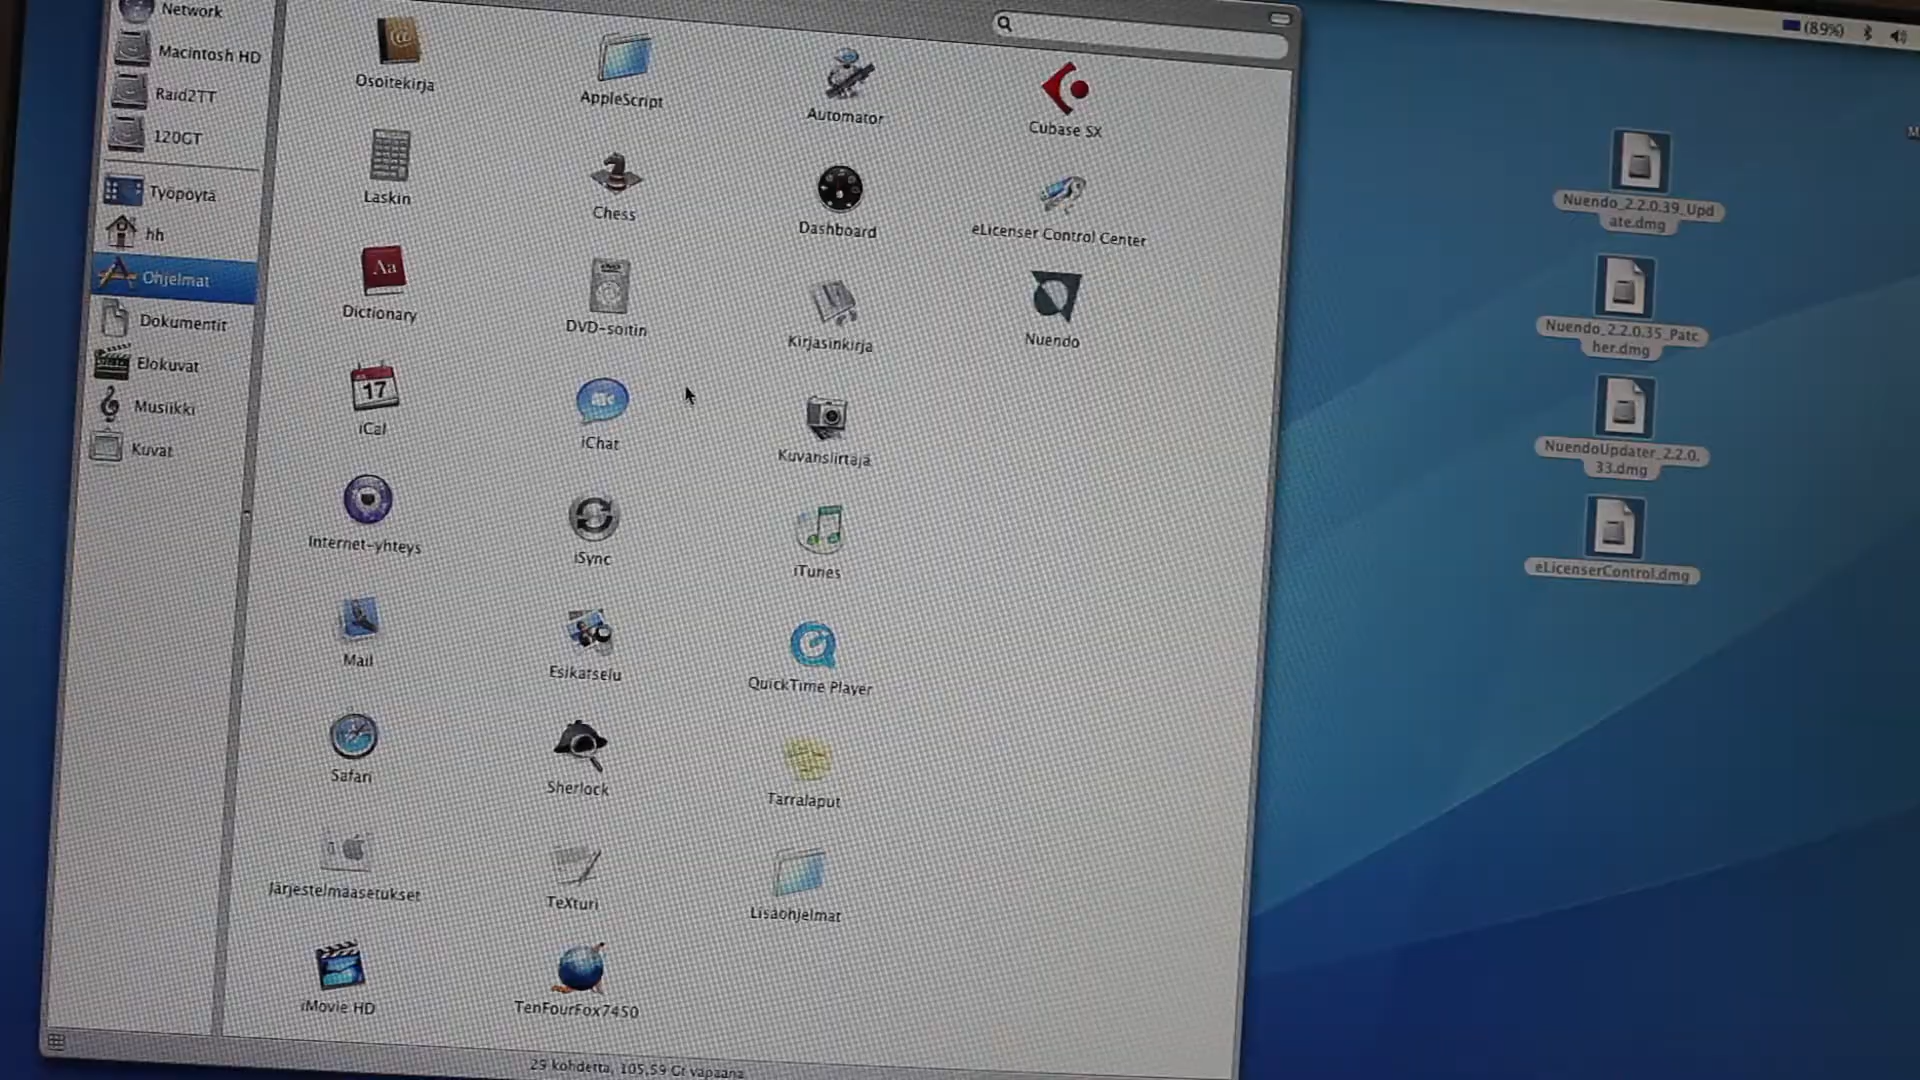 Network
Macintosh HD
Raid2TT
120GT
Työpöytä
hh
Ohjelmat
Dokumentit
Elokuvat
Musiikki
Kuvat
Osoitekirja
AppleScript
Automator
Cubase SX
Laskin
Chess
Dashboard
eLicenser Control Center
Dictionary
DVD-soitin
Kirjasinkirja
Nuendo
17
iCal
iChat
Kuvansiirtäjä
Internet-yhteys
iSync
iTunes
Mail
Esikatselu
QuickTime Player
Safari
Sherlock
Tarralaput
Järjestelmäasetukset
TeXturi
Lisäohjelmat
iMovie HD
TenFourFox7450
29 kohdetta, 105,59 Gt vapaana
(89%)
Nuendo_2.2.0.39_Upd
ate.dmg
Nuendo_2.2.0.35_Patc
her.dmg
NuendoUpdater_2.2.0.
33.dmg
eLicenserControl.dmg